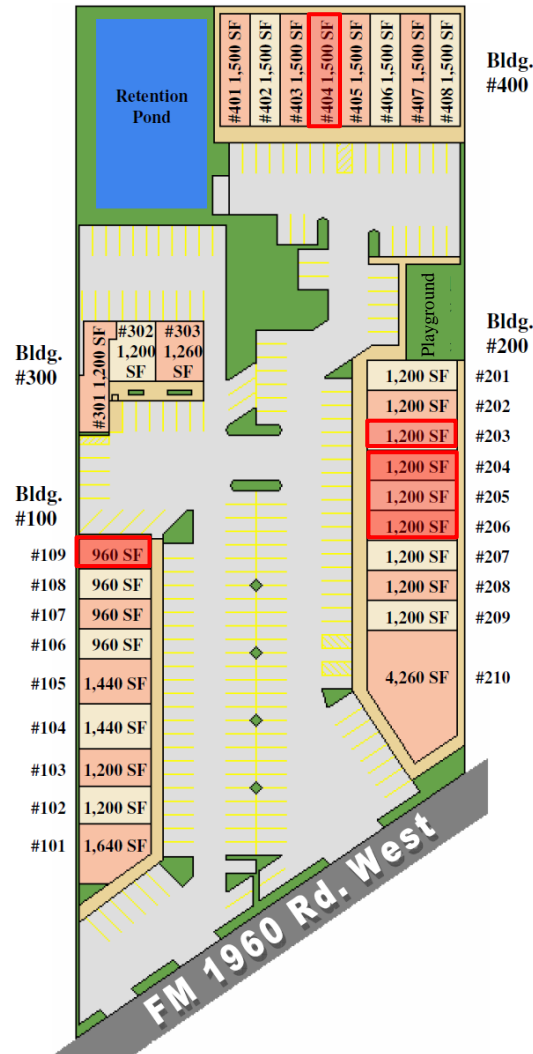 #401 1,500 SF
#402 1,500 SF
#403 1,500 SF
#404 1,500 SF
#405 1,500 SF
#406 1,500 SF
#407 1,500 SF
#408 1,500 SF
Bldg.
#400
Retention
Pond
Playground
Bldg.
#200
Bldg.
#300
#301 1,200 SF
#302
1,200
SF
#303
1,260
SF
1,200 SF #201
1,200 SF #202
1,200 SF #203
1,200 SF #204
1,200 SF #205
1,200 SF #206
1,200 SF #207
1,200 SF #208
1,200 SF #209
4,260 SF #210
Bldg.
#100
#109 960 SF
#108 960 SF
#107 960 SF
#106 960 SF
#105 1,440 SF
#104 1,440 SF
#103 1,200 SF
#102 1,200 SF
#101 1,640 SF
FM 1960 Rd. West